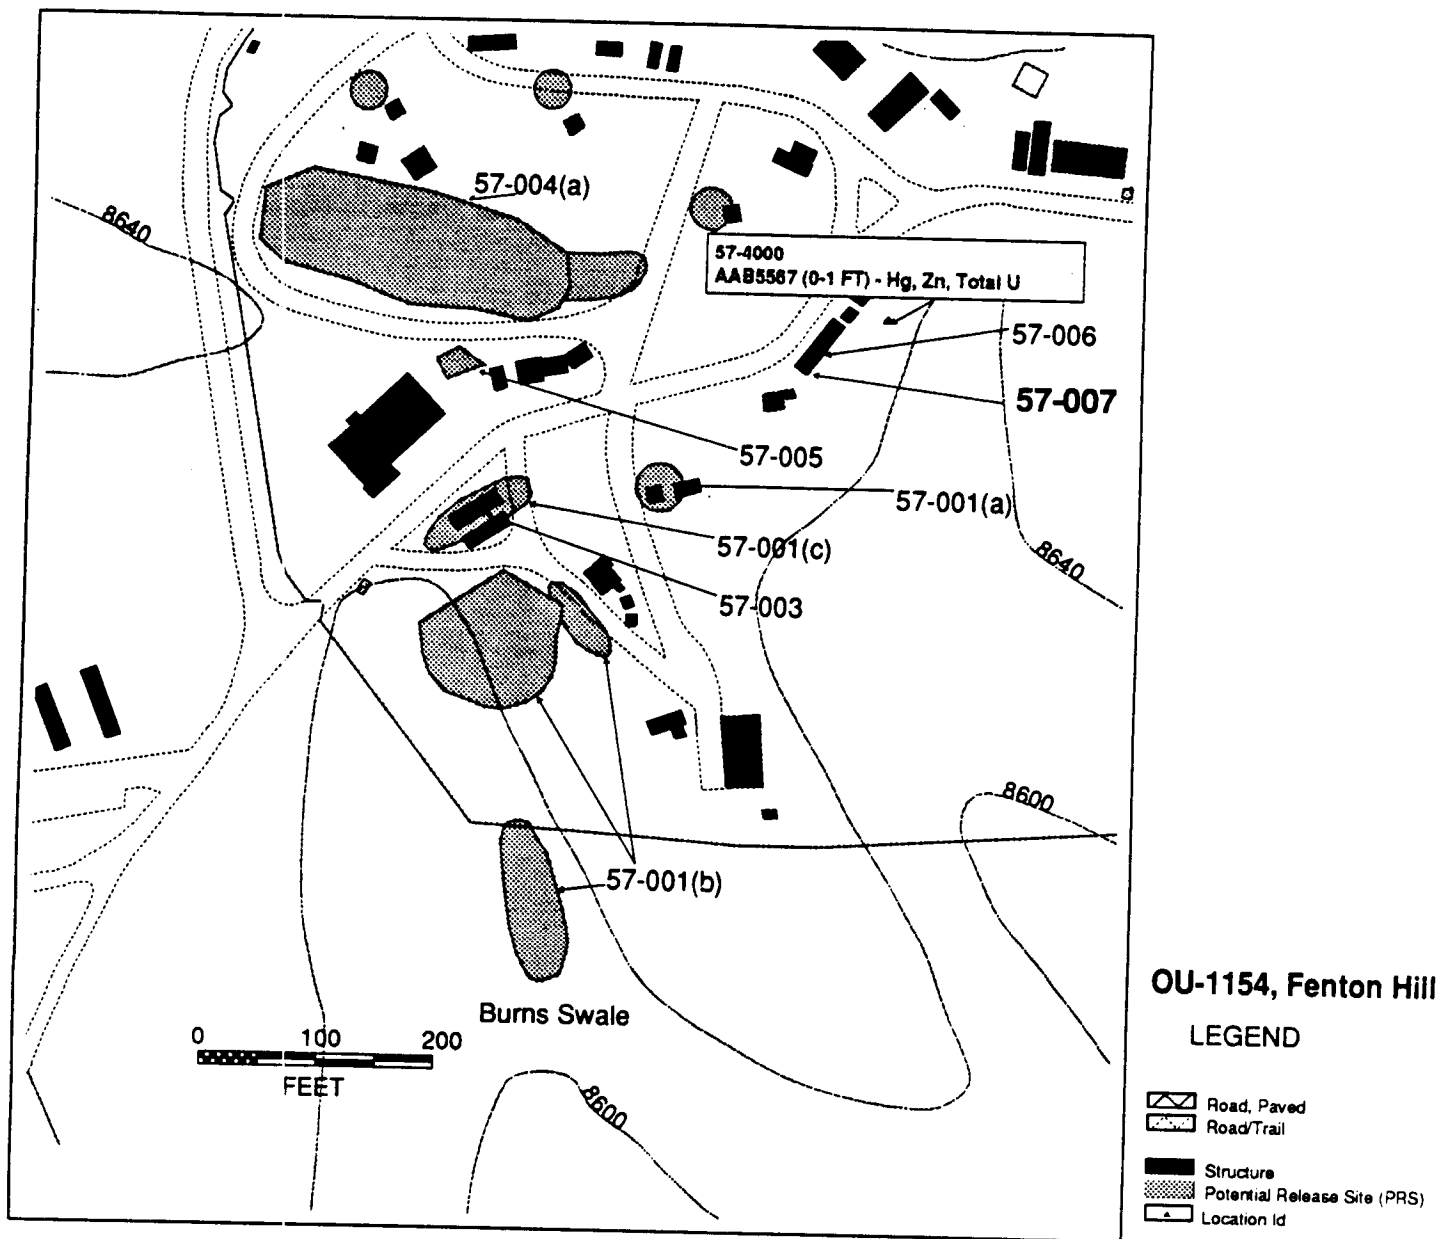 57-004(a)
8640
57-4000
AAB5567 (0-1 FT) - Hg, Zn, Total U
57-006
57-007
57-005
57-001(a)
57-001(c)
8640
57-003
8600
57-001(b)
Burns Swale
0 100 200
FEET
8600
OU-1154, Fenton Hill
LEGEND
Road, Paved
Road/Trail
Structure
Potential Release Site (PRS)
Location Id